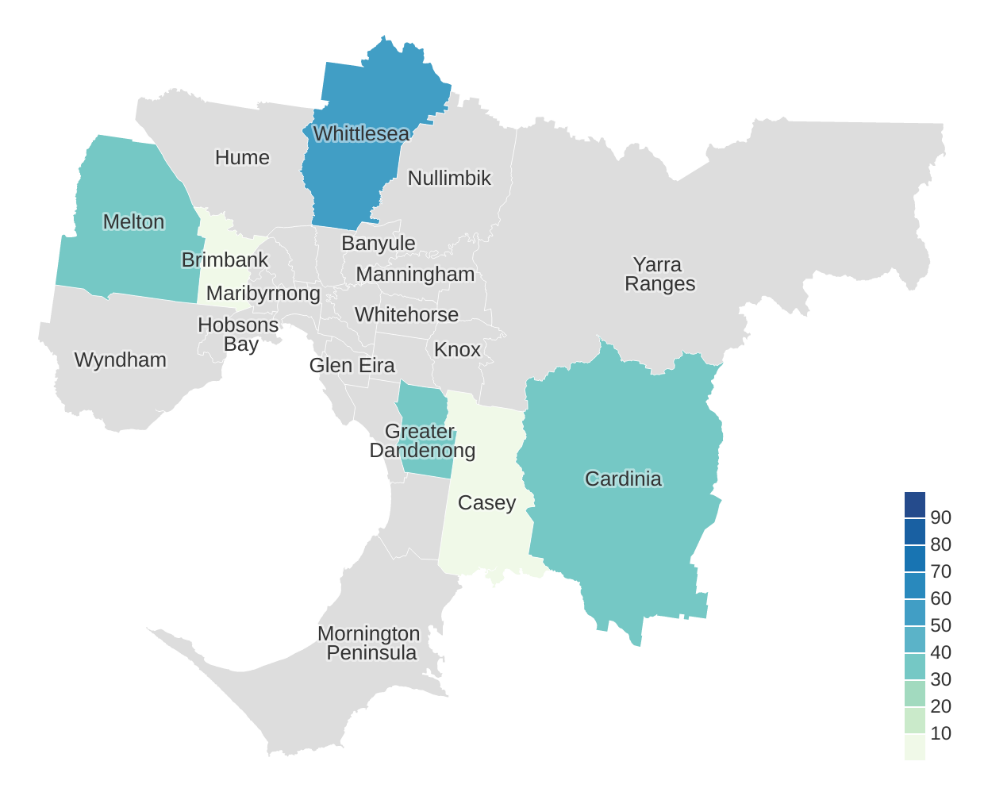 Whittlesea
Hume
Nullimbik
Melton
Banyule
Brimbank
Manningham
Yarra
Ranges
Maribyrnong
Whitehorse
Hobsons
Bay
Knox
Wyndham
Glen Eira
Greater
Dandenong
Cardinia
Casey
90
80
70
60
50
40
30
20
10
Mornington
Peninsula